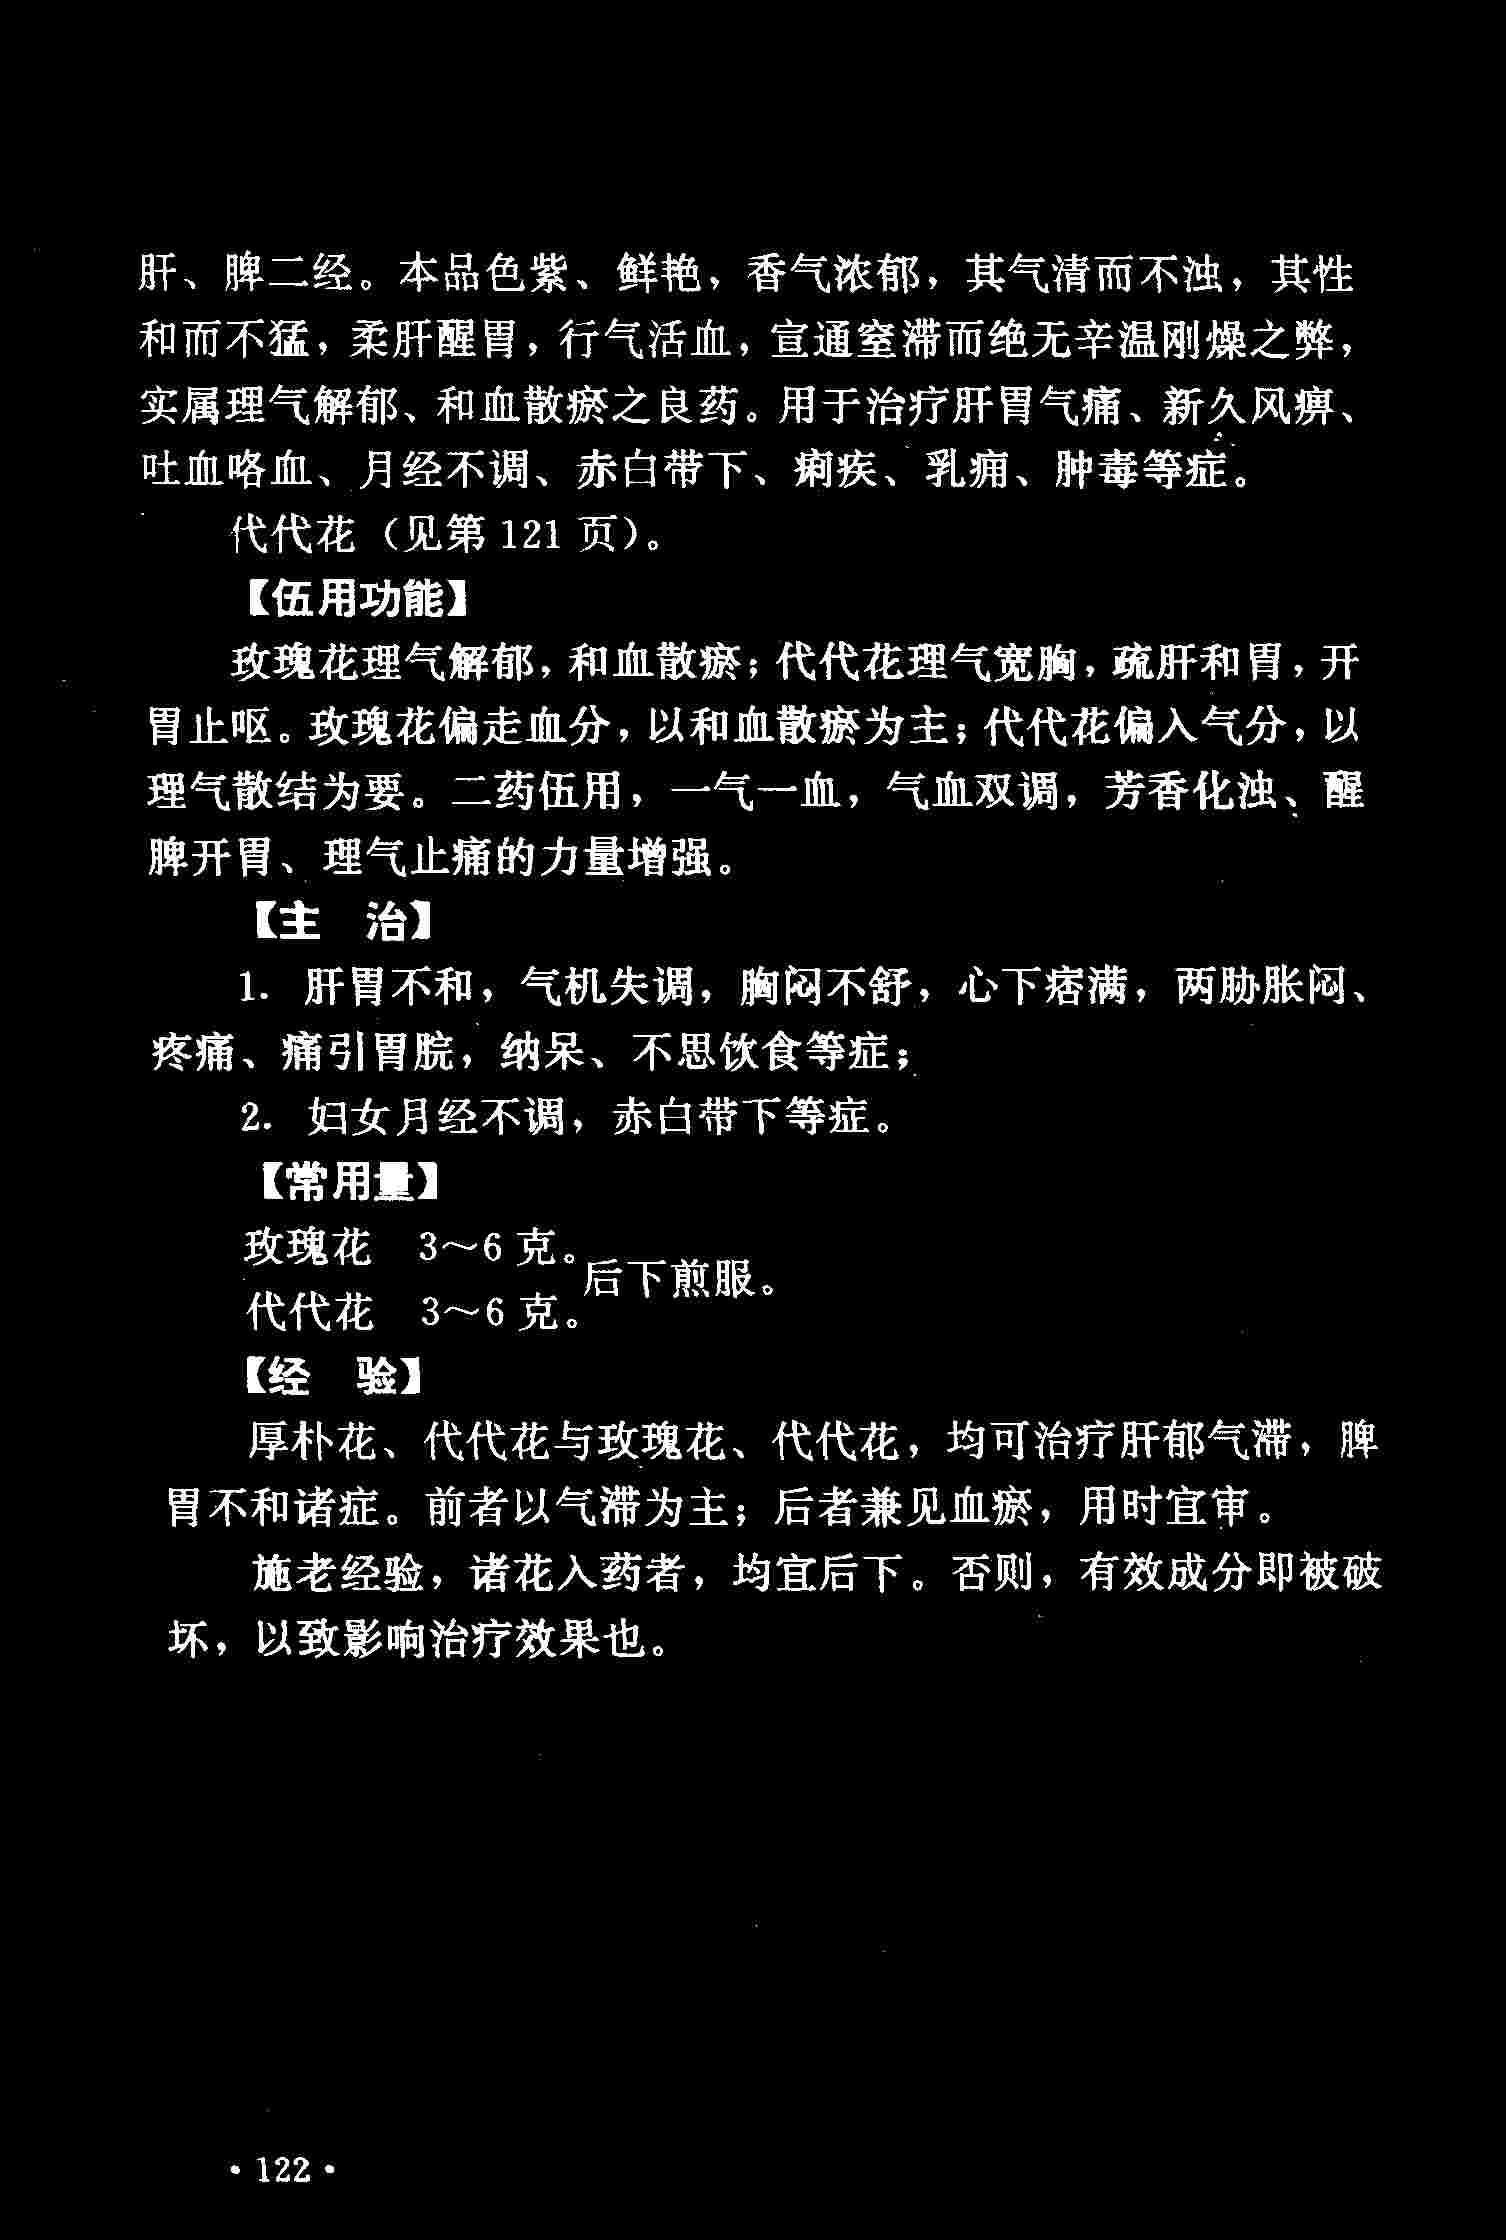 肝、脾二经。本品色紫、鲜艳，香气浓郁，其气清而不浊，其性
和而不猛，柔肝醒胃，行气活血，宣通窒滞而绝无辛温刚燥之弊，
实属理气解郁、和血散瘀之良药。用于治疗肝胃气痛、新久风痹、
吐血咯血、月经不调、赤白带下、痢疾、乳痈、肿毒等症。
代代花（见第 121 页）。
【伍用功能】
玫瑰花理气解郁，和血散瘀；代代花理气宽胸，疏肝和胃，开
胃止呕。玫瑰花偏走血分，以和血散瘀为主；代代花偏入气分，以
理气散结为要。二药伍用，一气一血，气血双调，芳香化浊、醒
脾开胃、理气止痛的力量增强。
【主　治】
1. 肝胃不和，气机失调，胸闷不舒，心下痞满，两胁胀闷、
疼痛、痛引胃脘，纳呆、不思饮食等症；
2. 妇女月经不调，赤白带下等症。
【常用量】
玫瑰花　3～6 克。
后下煎服。
代代花　3～6 克。
【经　验】
厚朴花、代代花与玫瑰花、代代花，均可治疗肝郁气滞，脾
胃不和诸症。前者以气滞为主；后者兼见血瘀，用时宜审。
施老经验，诸花入药者，均宜后下。否则，有效成分即被破
坏，以致影响治疗效果也。
· 122 ·